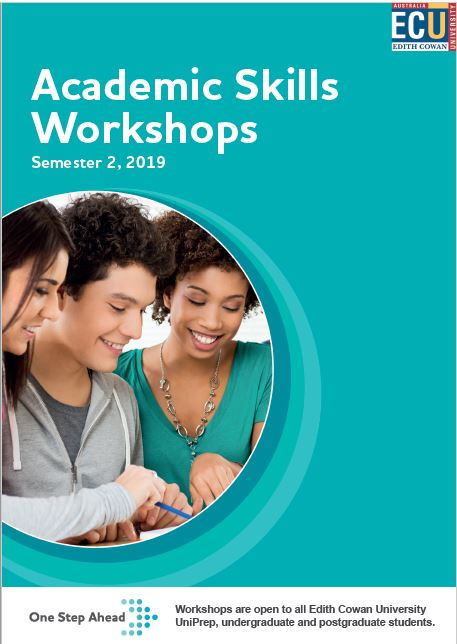 AUSTRALIA
ECU
EDITH COWAN
UNIVERSITY
Academic Skills
Workshops
Semester 2, 2019
One Step Ahead
Workshops are open to all Edith Cowan University
UniPrep, undergraduate and postgraduate students.